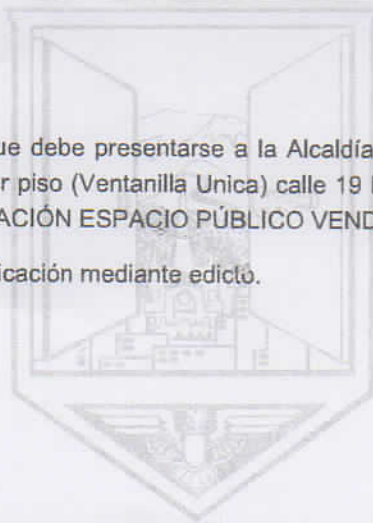 ue debe presentarse a la Alcaldía
r piso (Ventanilla Unica) calle 19
ACIÓN ESPACIO PÚBLICO VEND
icación mediante edicto.